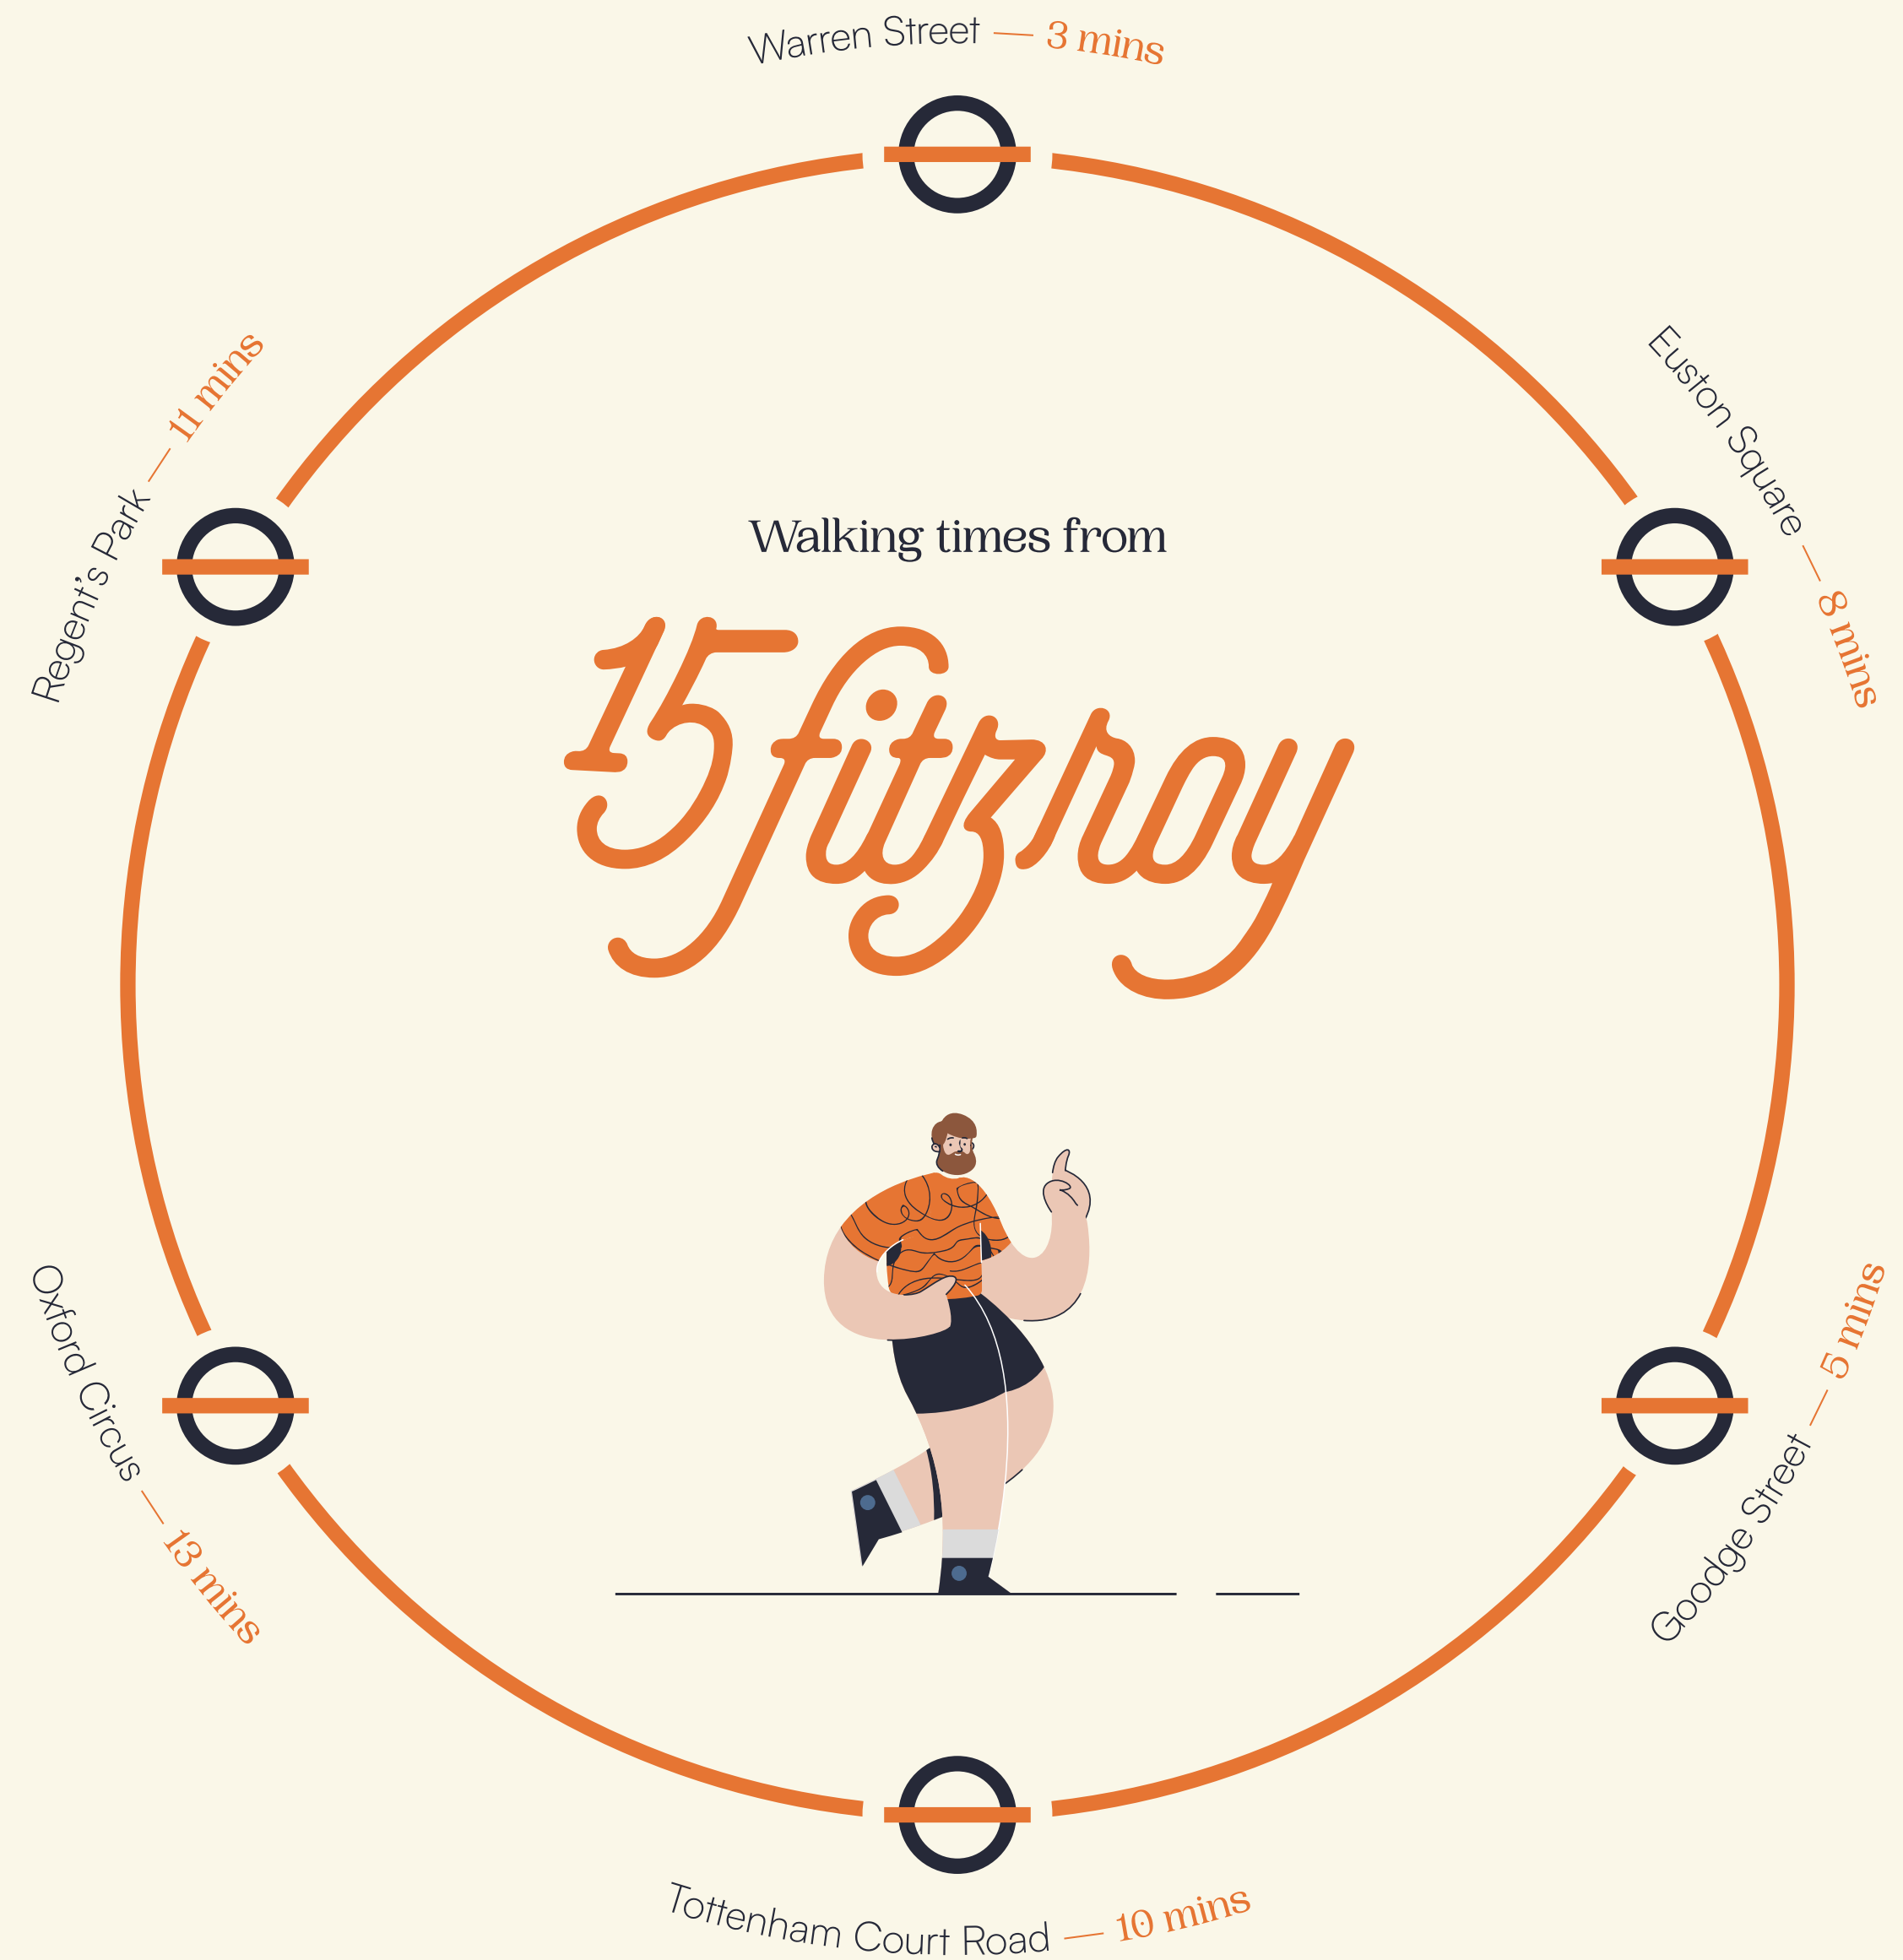 Warren Street — 3 mins
Euston Square — 8 mins
Regent's Park — 11 mins
Walking times from
15 fitzroy
Oxford Circus — 13 mins
Goodge Street — 5 mins
Tottenham Court Road — 10 mins